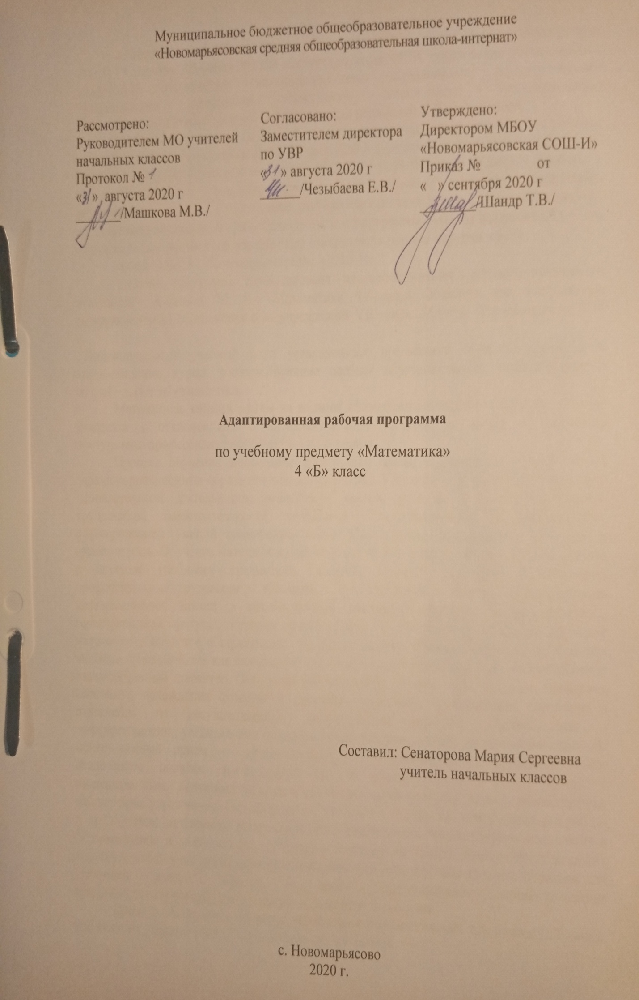 Муниципальное бюджетное общеобразовательное учреждение
«Новомарьясовская средняя общеобразовательная школа-интернат»
Рассмотрено:
Руководителем МО учителей
начальных классов
Протокол № 1
«31» августа 2020 г
/Машкова М.В./
Согласовано:
Заместителем директора
по УВР
«31» августа 2020 г
/Чезыбаева Е.В./
Утверждено:
Директором МБОУ
«Новомарьясовская СОШ-И»
Приказ № от
« » сентября 2020 г
/Шандр Т.В./
Адаптированная рабочая программа
по учебному предмету «Математика»
4 «Б» класс
Составил: Сенаторова Мария Сергеевна
учитель начальных классов
с. Новомарьясово
2020 г.